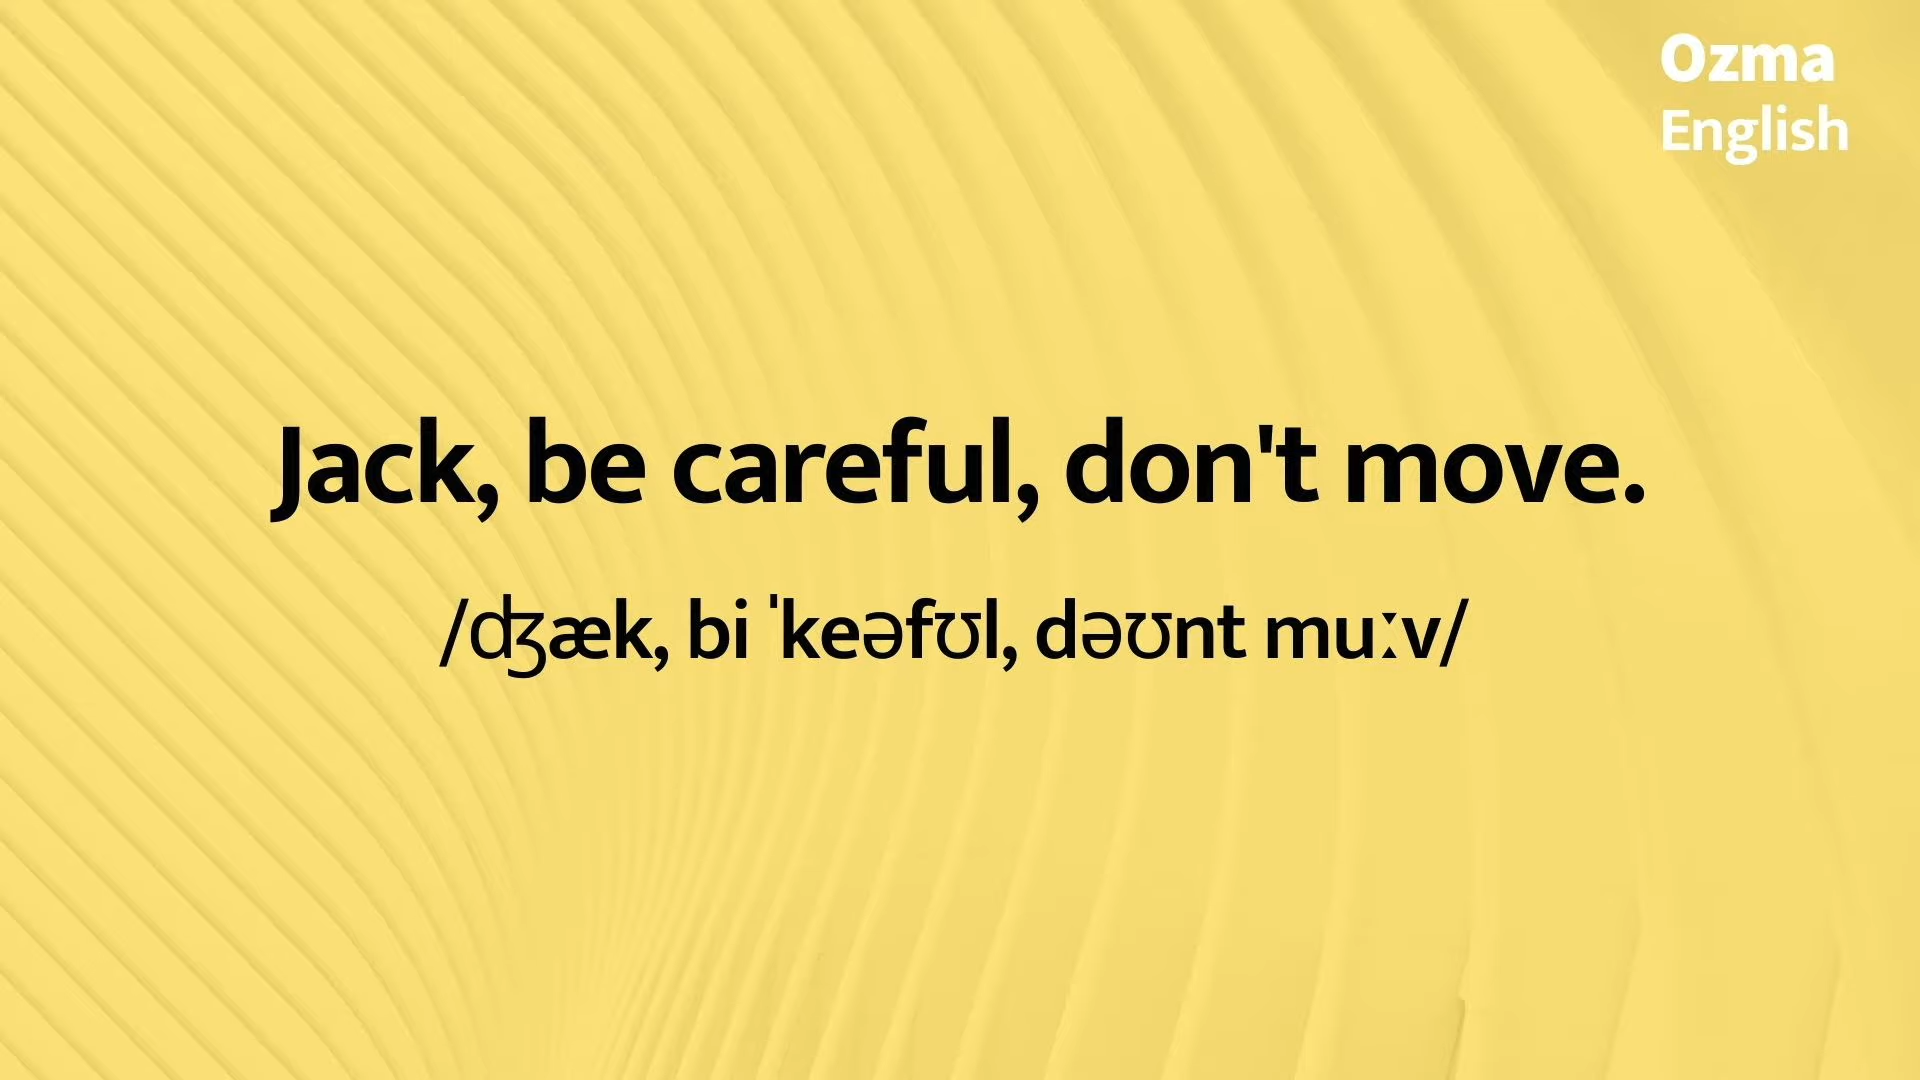 Ozma
English
Jack, be careful, don't move.
/ʤæk, bi ˈkeəfʊl, dəʊnt muːv/